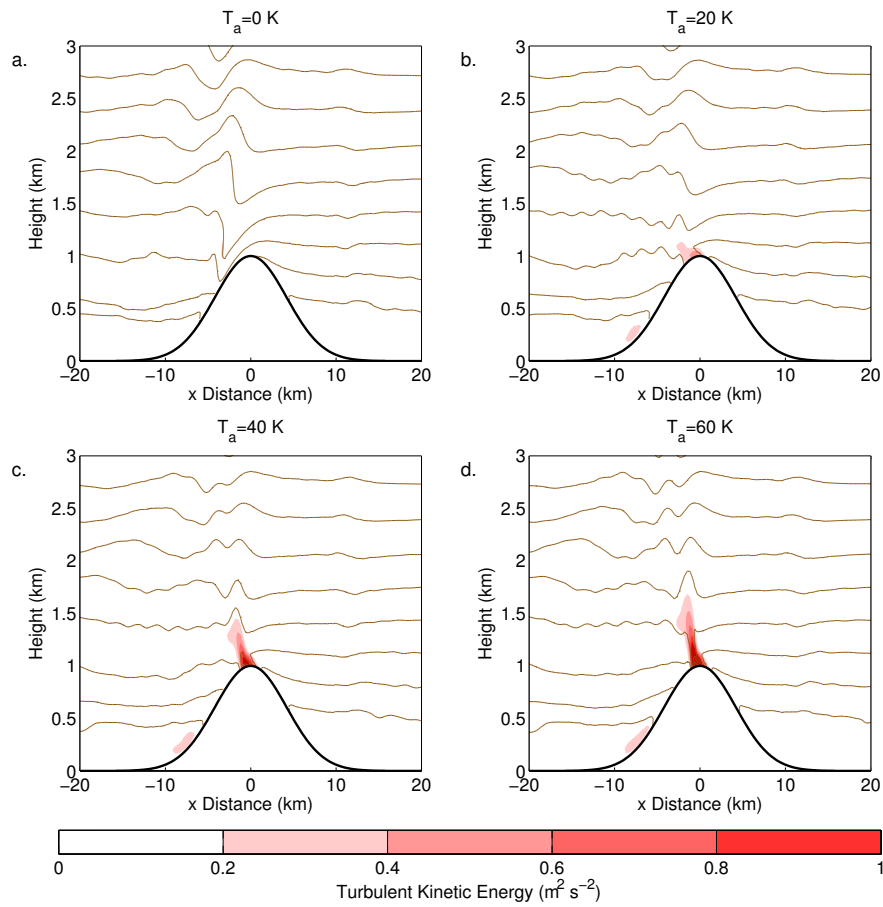 T_a=0 K
a.
3
2.5
2
1.5
1
0.5
0
Height (km)
−20 −10 0 10 20
x Distance (km)
T_a=20 K
b.
3
2.5
2
1.5
1
0.5
0
Height (km)
−20 −10 0 10 20
x Distance (km)
T_a=40 K
c.
3
2.5
2
1.5
1
0.5
0
Height (km)
−20 −10 0 10 20
x Distance (km)
T_a=60 K
d.
3
2.5
2
1.5
1
0.5
0
Height (km)
−20 −10 0 10 20
x Distance (km)
0 0.2 0.4 0.6 0.8 1
Turbulent Kinetic Energy (m² s⁻²)